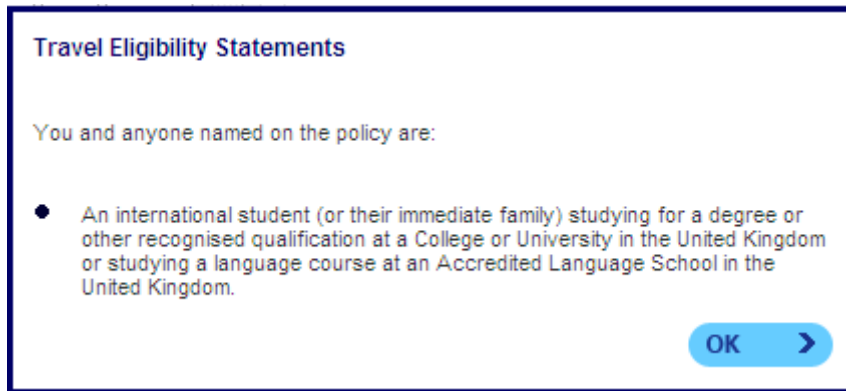 Travel Eligibility Statements
You and anyone named on the policy are:
● An international student (or their immediate family) studying for a degree or
other recognised qualification at a College or University in the United Kingdom
or studying a language course at an Accredited Language School in the
United Kingdom.
OK >